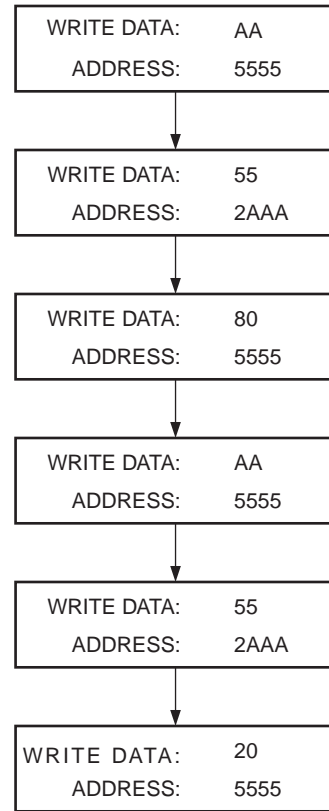 WRITE DATA: AA
ADDRESS: 5555
WRITE DATA: 55
ADDRESS: 2AAA
WRITE DATA: 80
ADDRESS: 5555
WRITE DATA: AA
ADDRESS: 5555
WRITE DATA: 55
ADDRESS: 2AAA
WRITE DATA: 20
ADDRESS: 5555